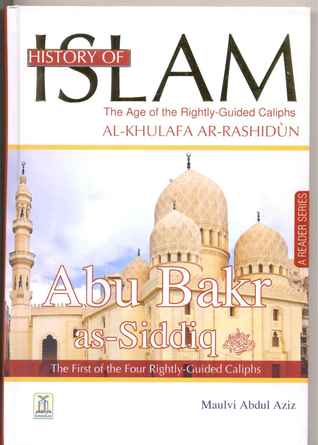 HISTORY OF
ISLAM
The Age of the Rightly-Guided Caliphs
AL-KHULAFA AR-RASHIDÙN
A READER SERIES
Abu Bakr
as-Siddiq
The First of the Four Rightly-Guided Caliphs
Maulvi Abdul Aziz